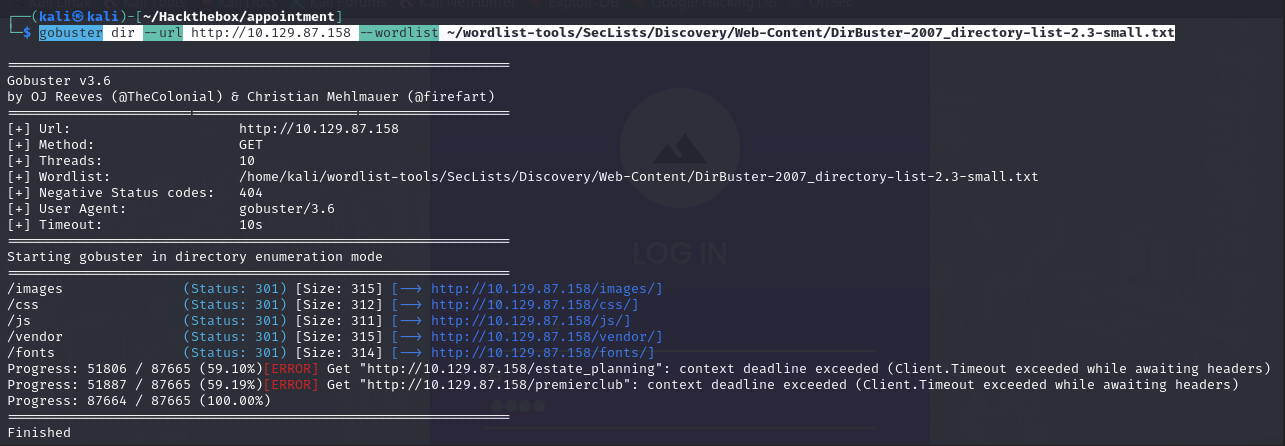 ┌──(kali㉿kali)-[~/Hackthebox/appointment]
└─$ gobuster dir --url http://10.129.87.158 --wordlist ~/wordlist-tools/SecLists/Discovery/Web-Content/DirBuster-2007_directory-list-2.3-small.txt
===============================================================
Gobuster v3.6
by OJ Reeves (@TheColonial) & Christian Mehlmauer (@firefart)
===============================================================
[+] Url:                     http://10.129.87.158
[+] Method:                  GET
[+] Threads:                 10
[+] Wordlist:                /home/kali/wordlist-tools/SecLists/Discovery/Web-Content/DirBuster-2007_directory-list-2.3-small.txt
[+] Negative Status codes:   404
[+] User Agent:              gobuster/3.6
[+] Timeout:                 10s
===============================================================
Starting gobuster in directory enumeration mode
===============================================================
/images               (Status: 301) [Size: 315] [--> http://10.129.87.158/images/]
/css                  (Status: 301) [Size: 312] [--> http://10.129.87.158/css/]
/js                   (Status: 301) [Size: 311] [--> http://10.129.87.158/js/]
/vendor               (Status: 301) [Size: 315] [--> http://10.129.87.158/vendor/]
/fonts                (Status: 301) [Size: 314] [--> http://10.129.87.158/fonts/]
Progress: 51806 / 87665 (59.10%)[ERROR] Get "http://10.129.87.158/estate_planning": context deadline exceeded (Client.Timeout exceeded while awaiting headers)
Progress: 51887 / 87665 (59.19%)[ERROR] Get "http://10.129.87.158/premierclub": context deadline exceeded (Client.Timeout exceeded while awaiting headers)
Progress: 87664 / 87665 (100.00%)
===============================================================
Finished
LOG IN